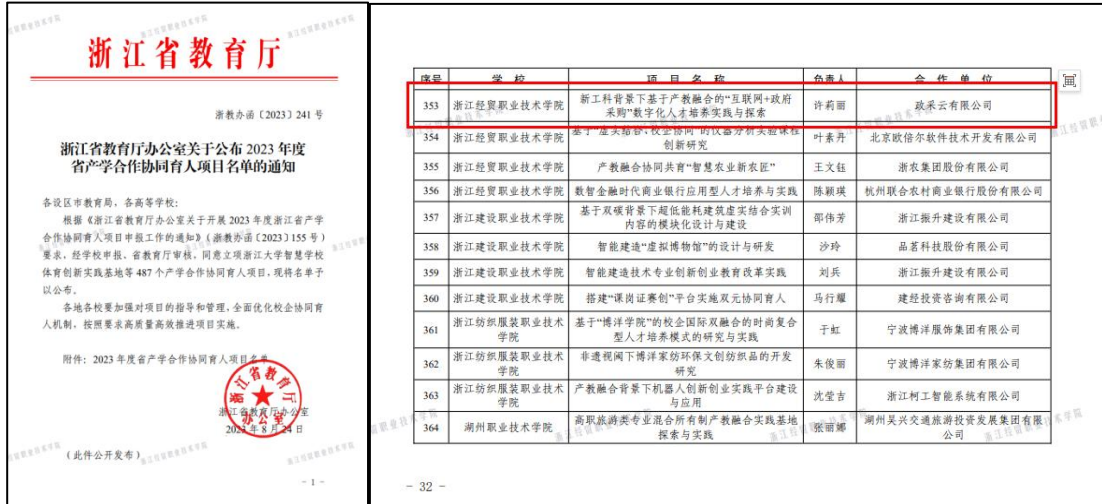 浙江省教育厅
浙教办函〔2023〕241 号
浙江省教育厅办公室关于公布 2023 年度
省产学合作协同育人项目名单的通知
各设区市教育局，各高等学校：
根据《浙江省教育厅办公室关于开展 2023 年度浙江省产学
合作协同育人项目申报工作的通知》（浙教办函〔2023〕155 号）
要求，经学校申报、省教育厅审核，同意立项浙江大学智慧学校
体育创新实践基地等 487 个产学合作协同育人项目，现将名单予
以公布。
各地各校要加强对项目的指导和管理，全面优化校企协同育
人机制，按照要求高质量高效推进项目实施。
附件：2023 年度省产学合作协同育人项目名单
浙江省教育厅办公室
2023 年 8 月 24 日
（此件公开发布）
- 1 -
序号 学 校 项 目 名 称 负责人 合 作 单 位
353 浙江经贸职业技术学院 新工科背景下基于产教融合的“互联网+政府 许莉丽 政采云有限公司
采购”数字化人才培养实践与探索
354 浙江经贸职业技术学院 基于“虚实结合、校企协同”的仪器分析实验课程 叶素丹 北京欧倍尔软件技术开发有限公司
创新研究
355 浙江经贸职业技术学院 产教融合协同共育“智慧农业新农匠” 王文钰 浙农集团股份有限公司
356 浙江经贸职业技术学院 数智金融时代商业银行应用型人才培养与实践 陈颖瑛 杭州联合农村商业银行股份有限公司
357 浙江建设职业技术学院 基于双碳背景下超低能耗建筑虚实结合实训 邵伟芳 浙江振升建设有限公司
内容的模块化设计与建设
358 浙江建设职业技术学院 智能建造“虚拟博物馆”的设计与研发 沙玲 品茗科技股份有限公司
359 浙江建设职业技术学院 智能建造技术专业创新创业教育改革实践 刘兵 浙江振升建设有限公司
360 浙江建设职业技术学院 搭建“课岗证赛创”平台实施双元协同育人 马行耀 建经投资咨询有限公司
361 浙江纺织服装职业技术 基于“博洋学院”的校企国际双融合的时尚复合 于虹 宁波博洋服饰集团有限公司
学院 型人才培养模式的研究与实践
362 浙江纺织服装职业技术 非遗视阈下博洋家纺环保文创纺织品的开发 朱俊丽 宁波博洋家纺集团有限公司
学院 研究
363 浙江纺织服装职业技术 产教融合背景下机器人创新创业实践平台建设 沈莹吉 浙江柯工智能系统有限公司
学院 与应用
364 湖州职业技术学院 高职旅游类专业混合所有制产教融合实践基地 张丽娜 湖州吴兴交通旅游投资发展集团有限
探索与实践 公司
- 32 -